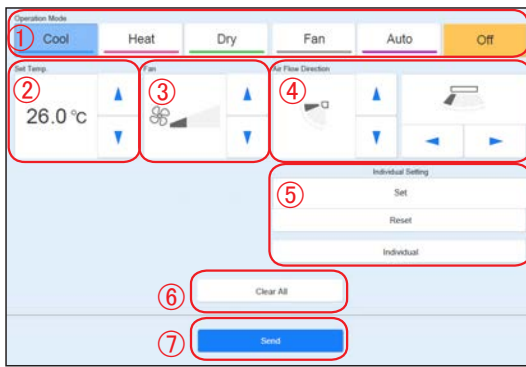 Operation Mode
① Cool Heat Dry Fan Auto Off
Set Temp. Fan Air Flow Direction
② ③ ④
26.0 °C
Individual Setting
⑤ Set
Reset
Individual
⑥ Clear All
⑦ Send